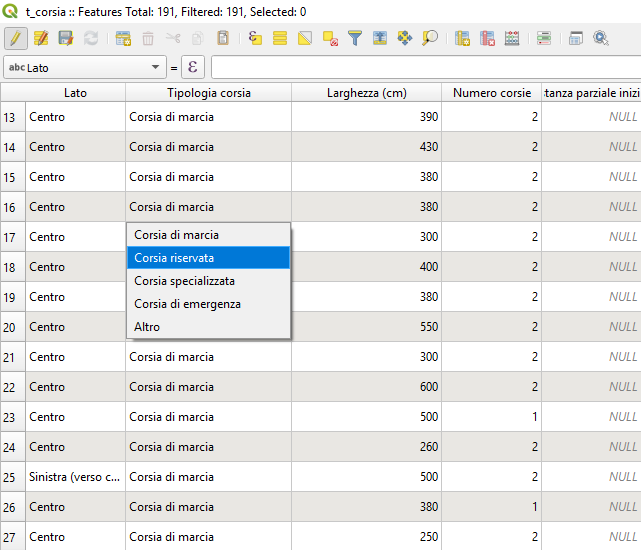 t_corsia :: Features Total: 191, Filtered: 191, Selected: 0
abc Lato = ε
Lato Tipologia corsia Larghezza (cm) Numero corsie stanza parziale inizi
13 Centro Corsia di marcia 390 2 NULL
14 Centro Corsia di marcia 430 2 NULL
15 Centro Corsia di marcia 380 2 NULL
16 Centro Corsia di marcia 380 2 NULL
17 Centro Corsia di marcia 300 2 NULL
18 Centro Corsia riservata 400 2 NULL
19 Centro Corsia specializzata 380 2 NULL
Corsia di emergenza
20 Centro Altro 550 2 NULL
21 Centro Corsia di marcia 300 2 NULL
22 Centro Corsia di marcia 600 2 NULL
23 Centro Corsia di marcia 500 1 NULL
24 Centro Corsia di marcia 260 2 NULL
25 Sinistra (verso c... Corsia di marcia 500 2 NULL
26 Centro Corsia di marcia 380 1 NULL
27 Centro Corsia di marcia 250 2 NULL